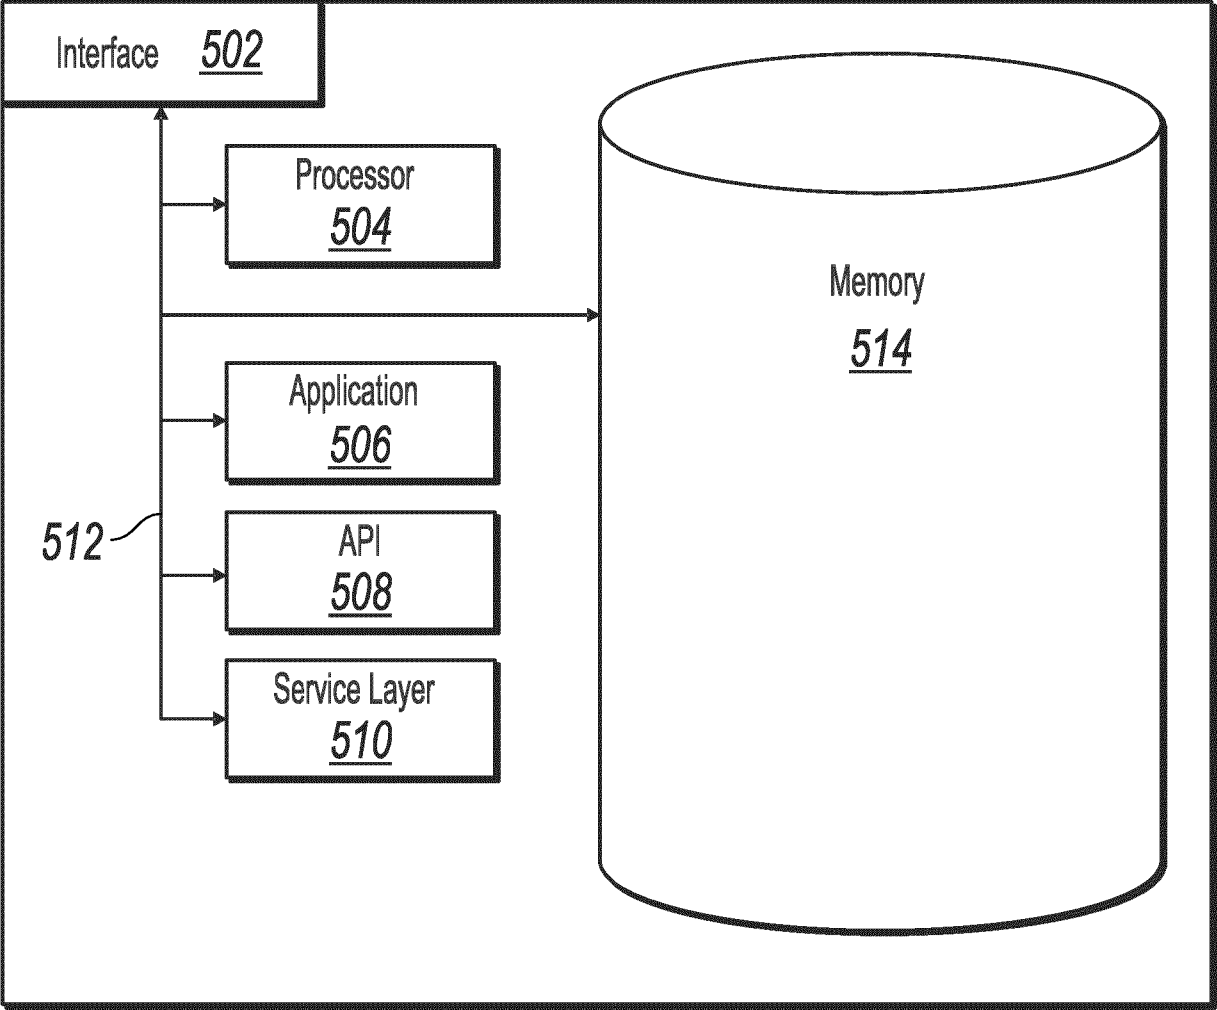 Interface 502
Processor
504
Memory
514
Application
506
512
API
508
Service Layer
510